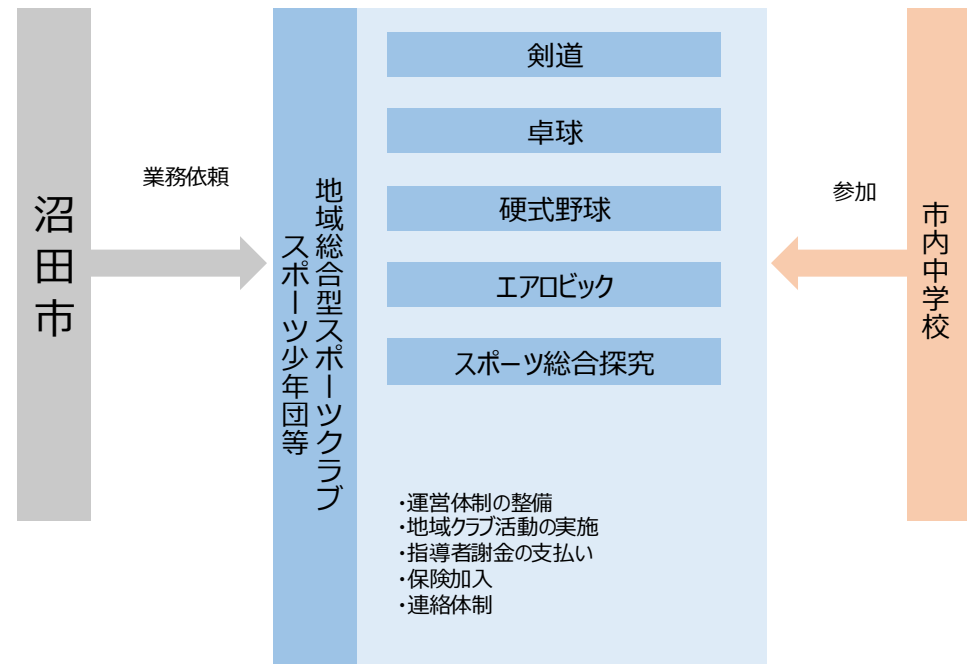 沼田市
業務依頼
地域総合型スポーツクラブ
スポーツ少年団等
剣道
卓球
硬式野球
エアロビック
スポーツ総合探究
・運営体制の整備
・地域クラブ活動の実施
・指導者謝金の支払い
・保険加入
・連絡体制
参加
市内中学校